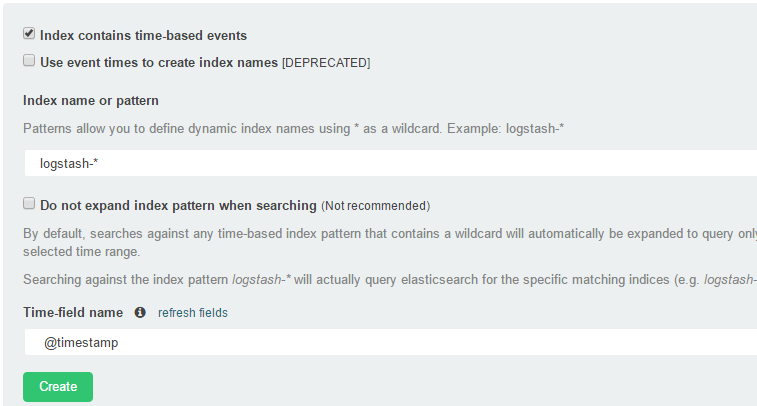 Index contains time-based events
Use event times to create index names [DEPRECATED]
Index name or pattern
Patterns allow you to define dynamic index names using * as a wildcard. Example: logstash-*
logstash-*
Do not expand index pattern when searching (Not recommended)
By default, searches against any time-based index pattern that contains a wildcard will automatically be expanded to query only
selected time range.
Searching against the index pattern logstash-* will actually query elasticsearch for the specific matching indices (e.g. logstash-
Time-field name refresh fields
@timestamp
Create